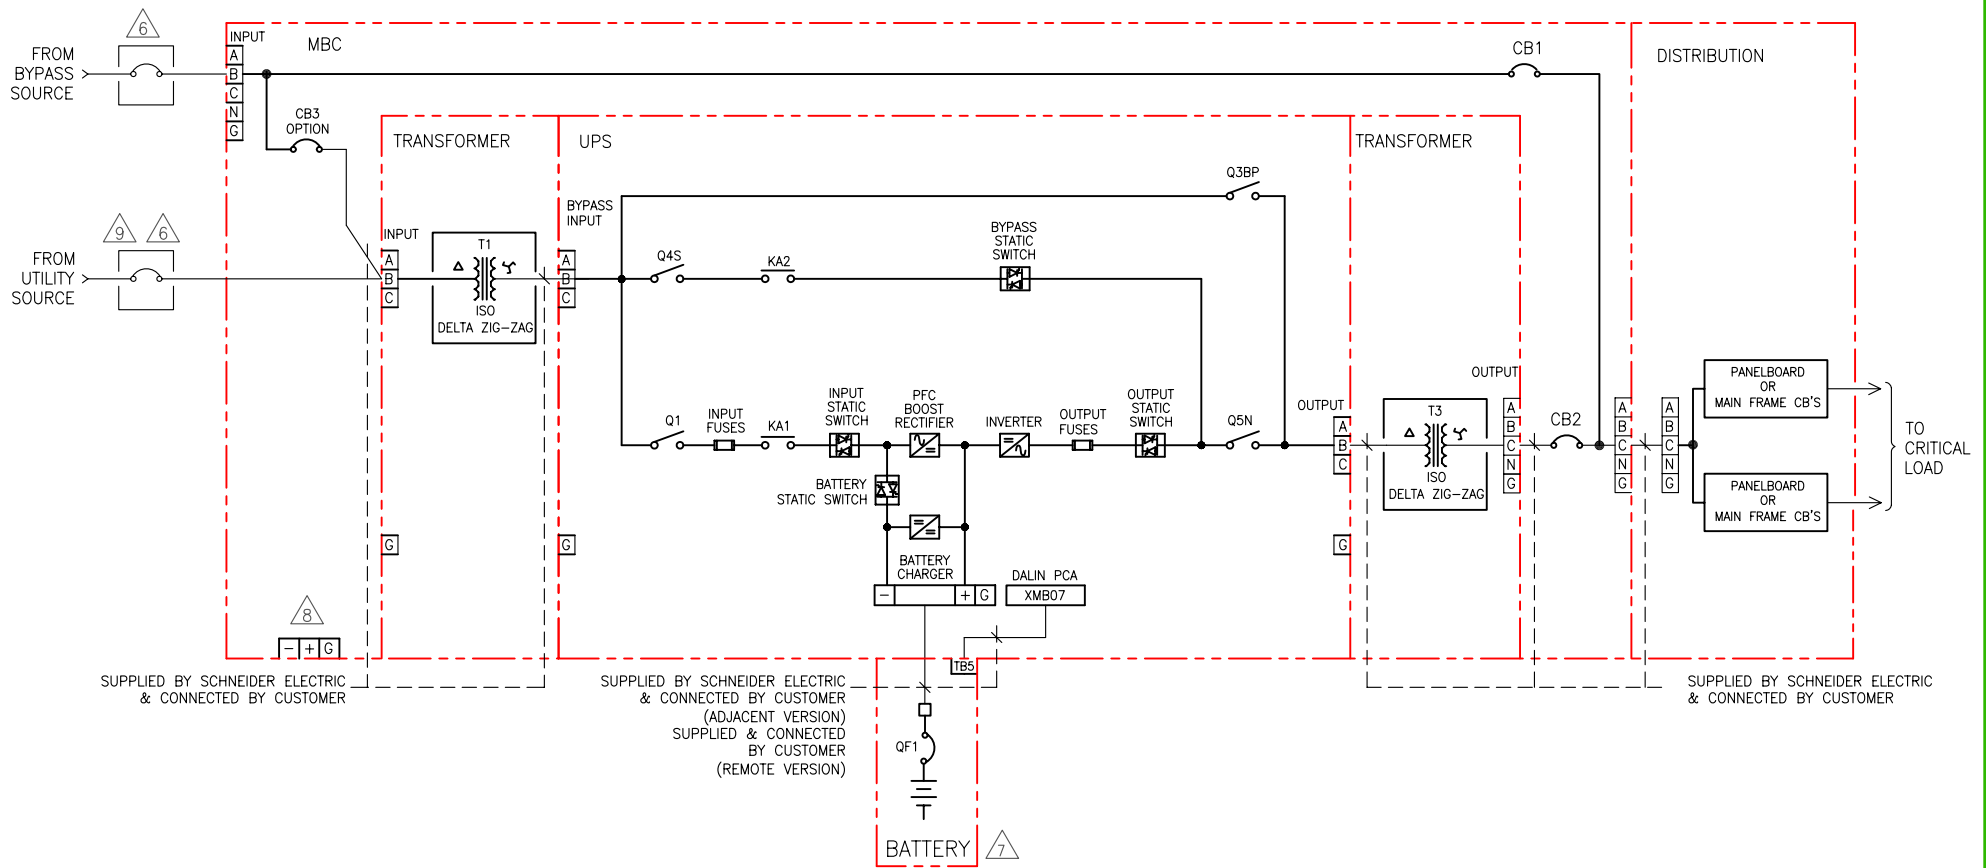 6
FROM
BYPASS
SOURCE
INPUT
A
B
C
N
G
MBC
CB3
OPTION
CB1
DISTRIBUTION
TRANSFORMER
UPS
TRANSFORMER
9
6
FROM
UTILITY
SOURCE
INPUT
A
B
C
T1
ISO
DELTA ZIG-ZAG
BYPASS
INPUT
A
B
C
Q3BP
Q4S
KA2
BYPASS
STATIC
SWITCH
Q1
INPUT
FUSES
KA1
INPUT
STATIC
SWITCH
PFC
BOOST
RECTIFIER
INVERTER
OUTPUT
FUSES
OUTPUT
STATIC
SWITCH
Q5N
OUTPUT
A
B
C
T3
ISO
DELTA ZIG-ZAG
OUTPUT
A
B
C
N
G
CB2
A
B
C
N
G
A
B
C
N
G
PANELBOARD
OR
MAIN FRAME CB'S
PANELBOARD
OR
MAIN FRAME CB'S
TO
CRITICAL
LOAD
BATTERY
STATIC SWITCH
BATTERY
CHARGER
- + G
DALIN PCA
XMB07
G
G
G
8
- + G
TB5
SUPPLIED BY SCHNEIDER ELECTRIC
& CONNECTED BY CUSTOMER
SUPPLIED BY SCHNEIDER ELECTRIC
& CONNECTED BY CUSTOMER
(ADJACENT VERSION)
SUPPLIED & CONNECTED
BY CUSTOMER
(REMOTE VERSION)
QF1
BATTERY
7
SUPPLIED BY SCHNEIDER ELECTRIC
& CONNECTED BY CUSTOMER